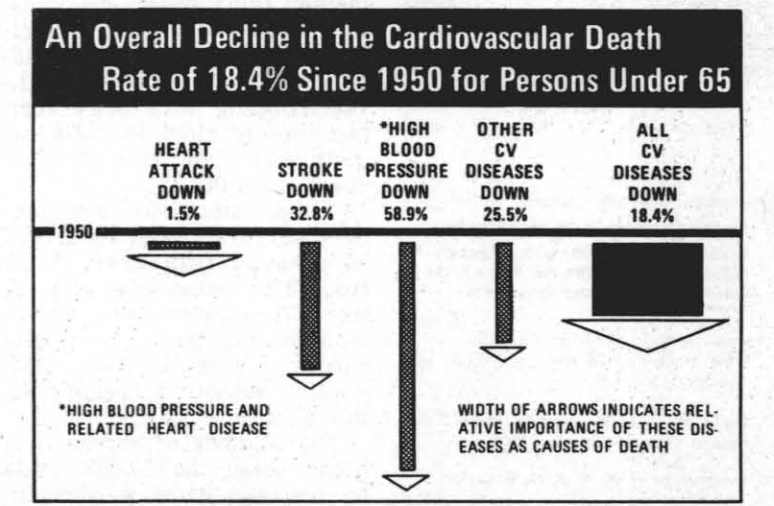 An Overall Decline in the Cardiovascular Death
Rate of 18.4% Since 1950 for Persons Under 65
HEART
ATTACK
DOWN
1.5%
STROKE
DOWN
32.8%
*HIGH
BLOOD
PRESSURE
DOWN
58.9%
OTHER
CV
DISEASES
DOWN
25.5%
ALL
CV
DISEASES
DOWN
18.4%
1950
*HIGH BLOOD PRESSURE AND
RELATED HEART DISEASE
WIDTH OF ARROWS INDICATES REL-
ATIVE IMPORTANCE OF THESE DIS-
EASES AS CAUSES OF DEATH